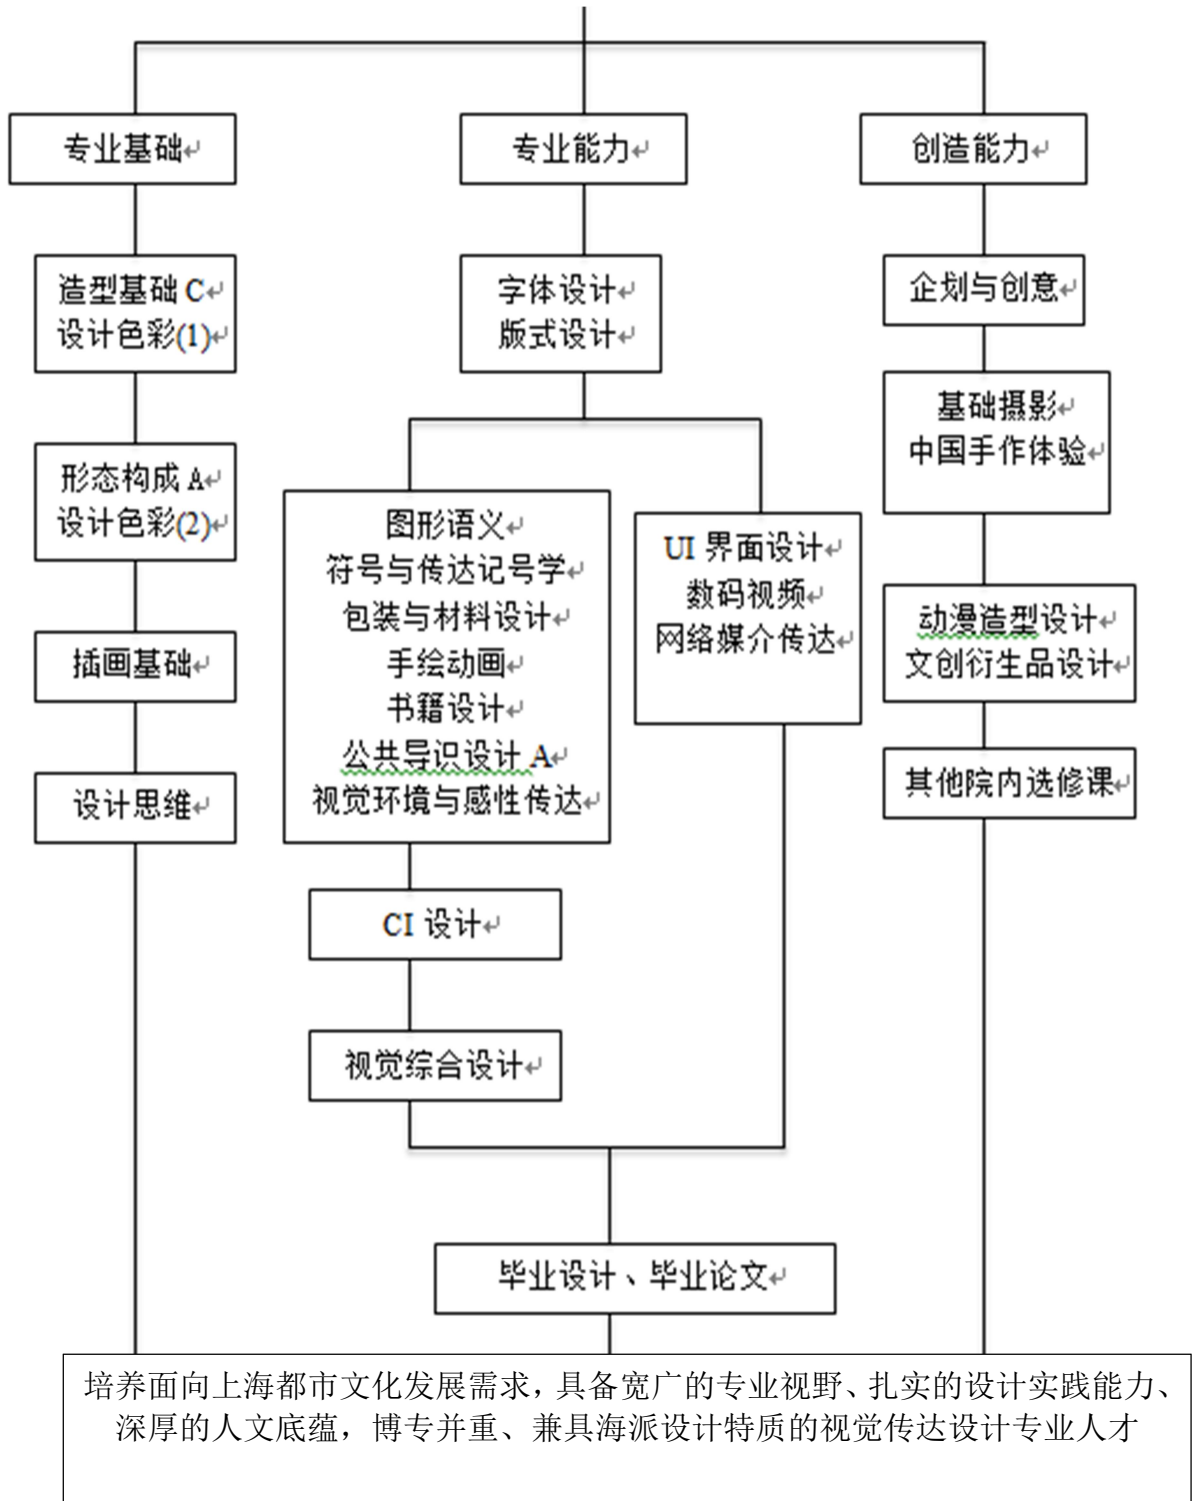 专业基础
专业能力
创造能力
造型基础 C
设计色彩(1)
字体设计
版式设计
企划与创意
基础摄影
中国手作体验
形态构成 A
设计色彩(2)
图形语义
符号与传达记号学
包装与材料设计
手绘动画
书籍设计
公共导识设计 A
视觉环境与感性传达
UI 界面设计
数码视频
网络媒介传达
动漫造型设计
文创衍生品设计
插画基础
其他院内选修课
设计思维
CI 设计
视觉综合设计
毕业设计、毕业论文
培养面向上海都市文化发展需求，具备宽广的专业视野、扎实的设计实践能力、
深厚的人文底蕴，博专并重、兼具海派设计特质的视觉传达设计专业人才